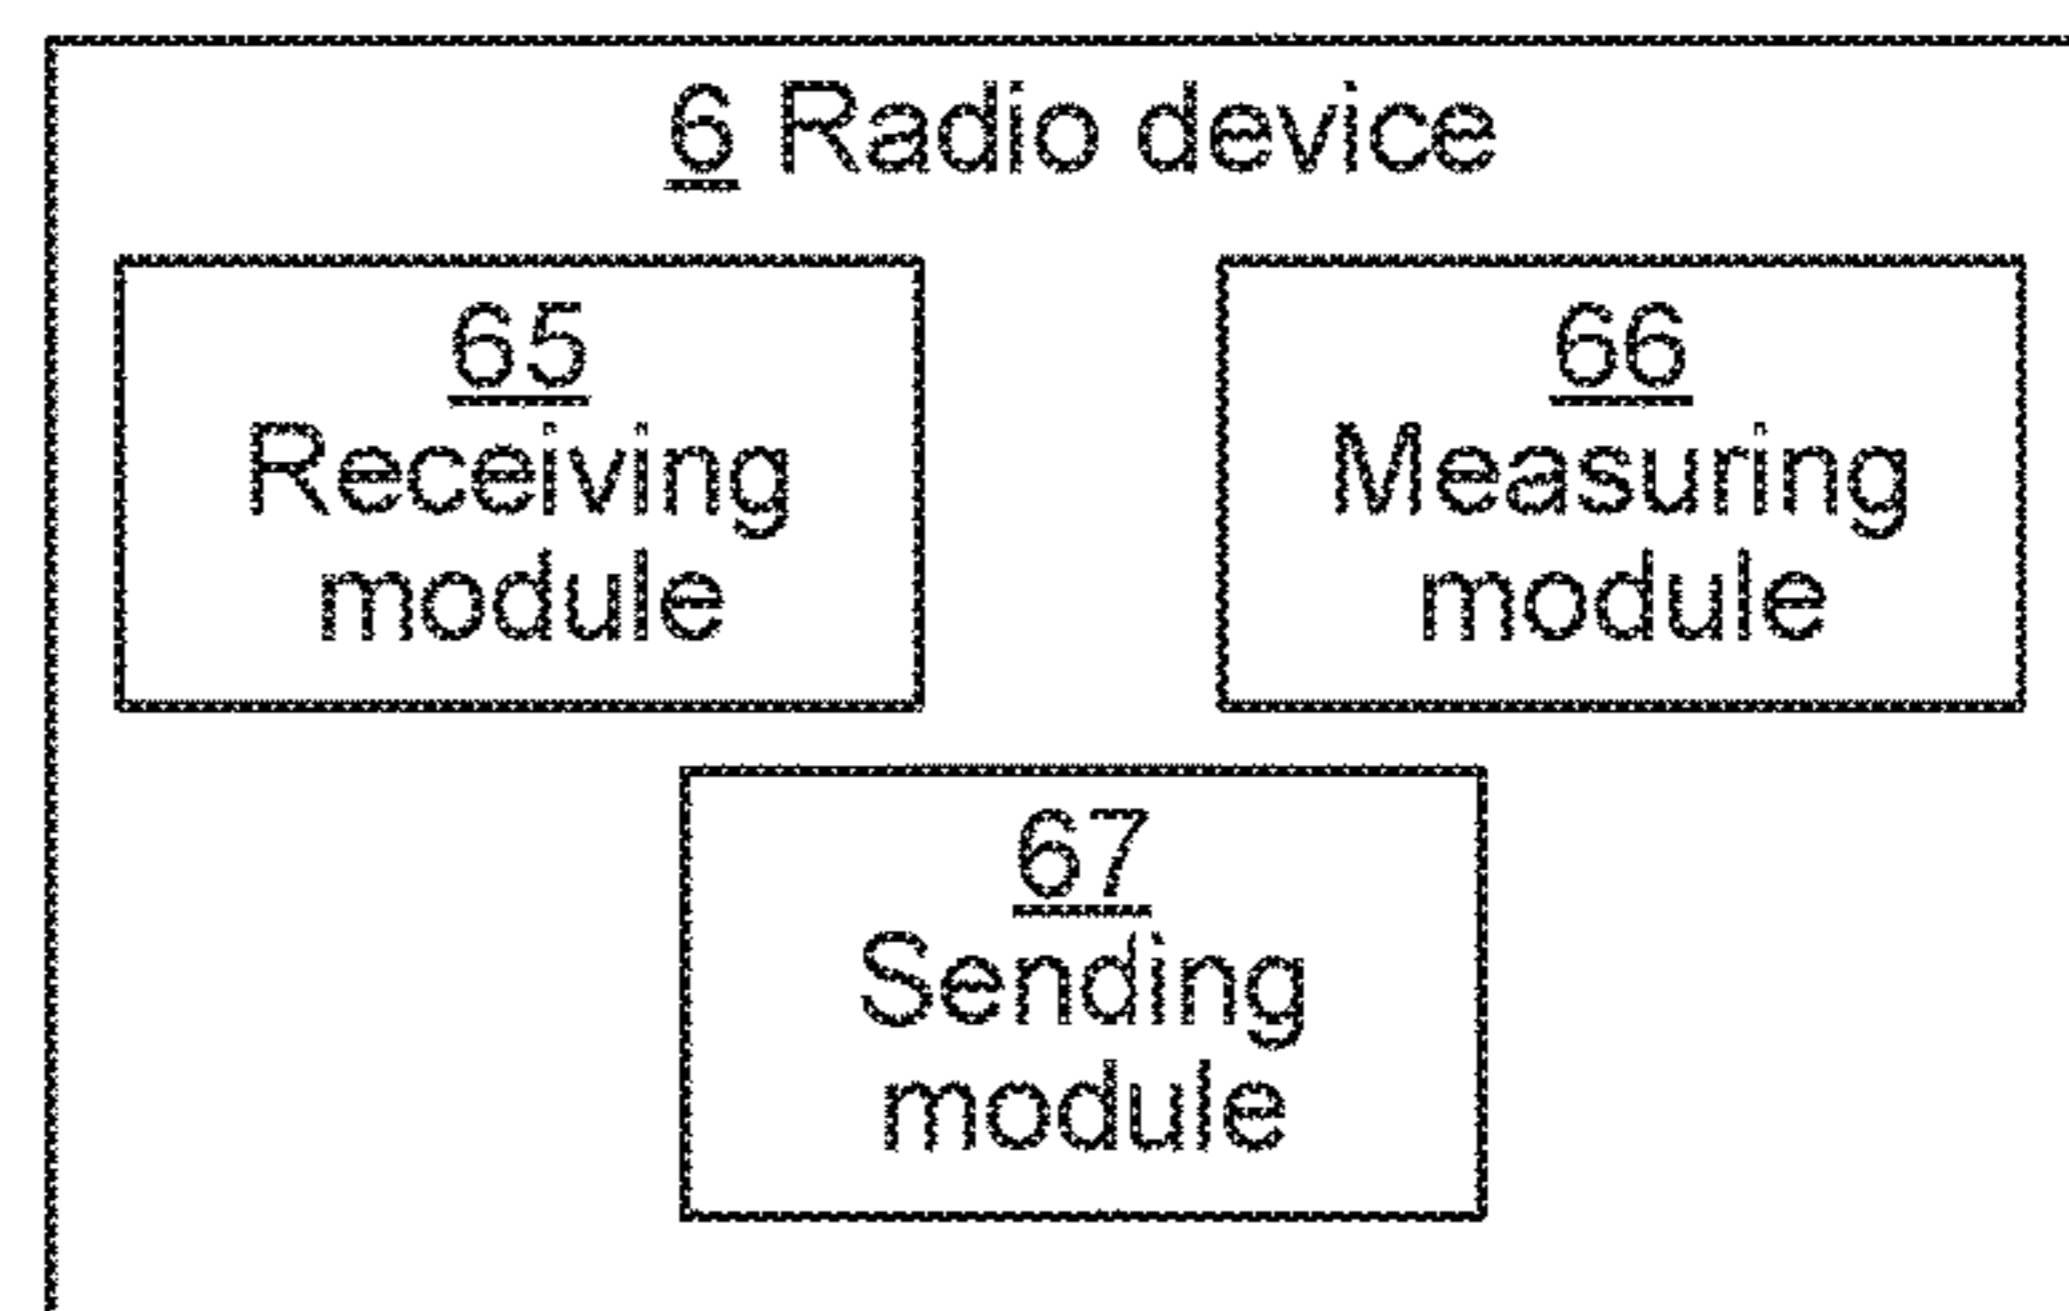 6 Radio device
65
Receiving
module
66
Measuring
module
67
Sending
module